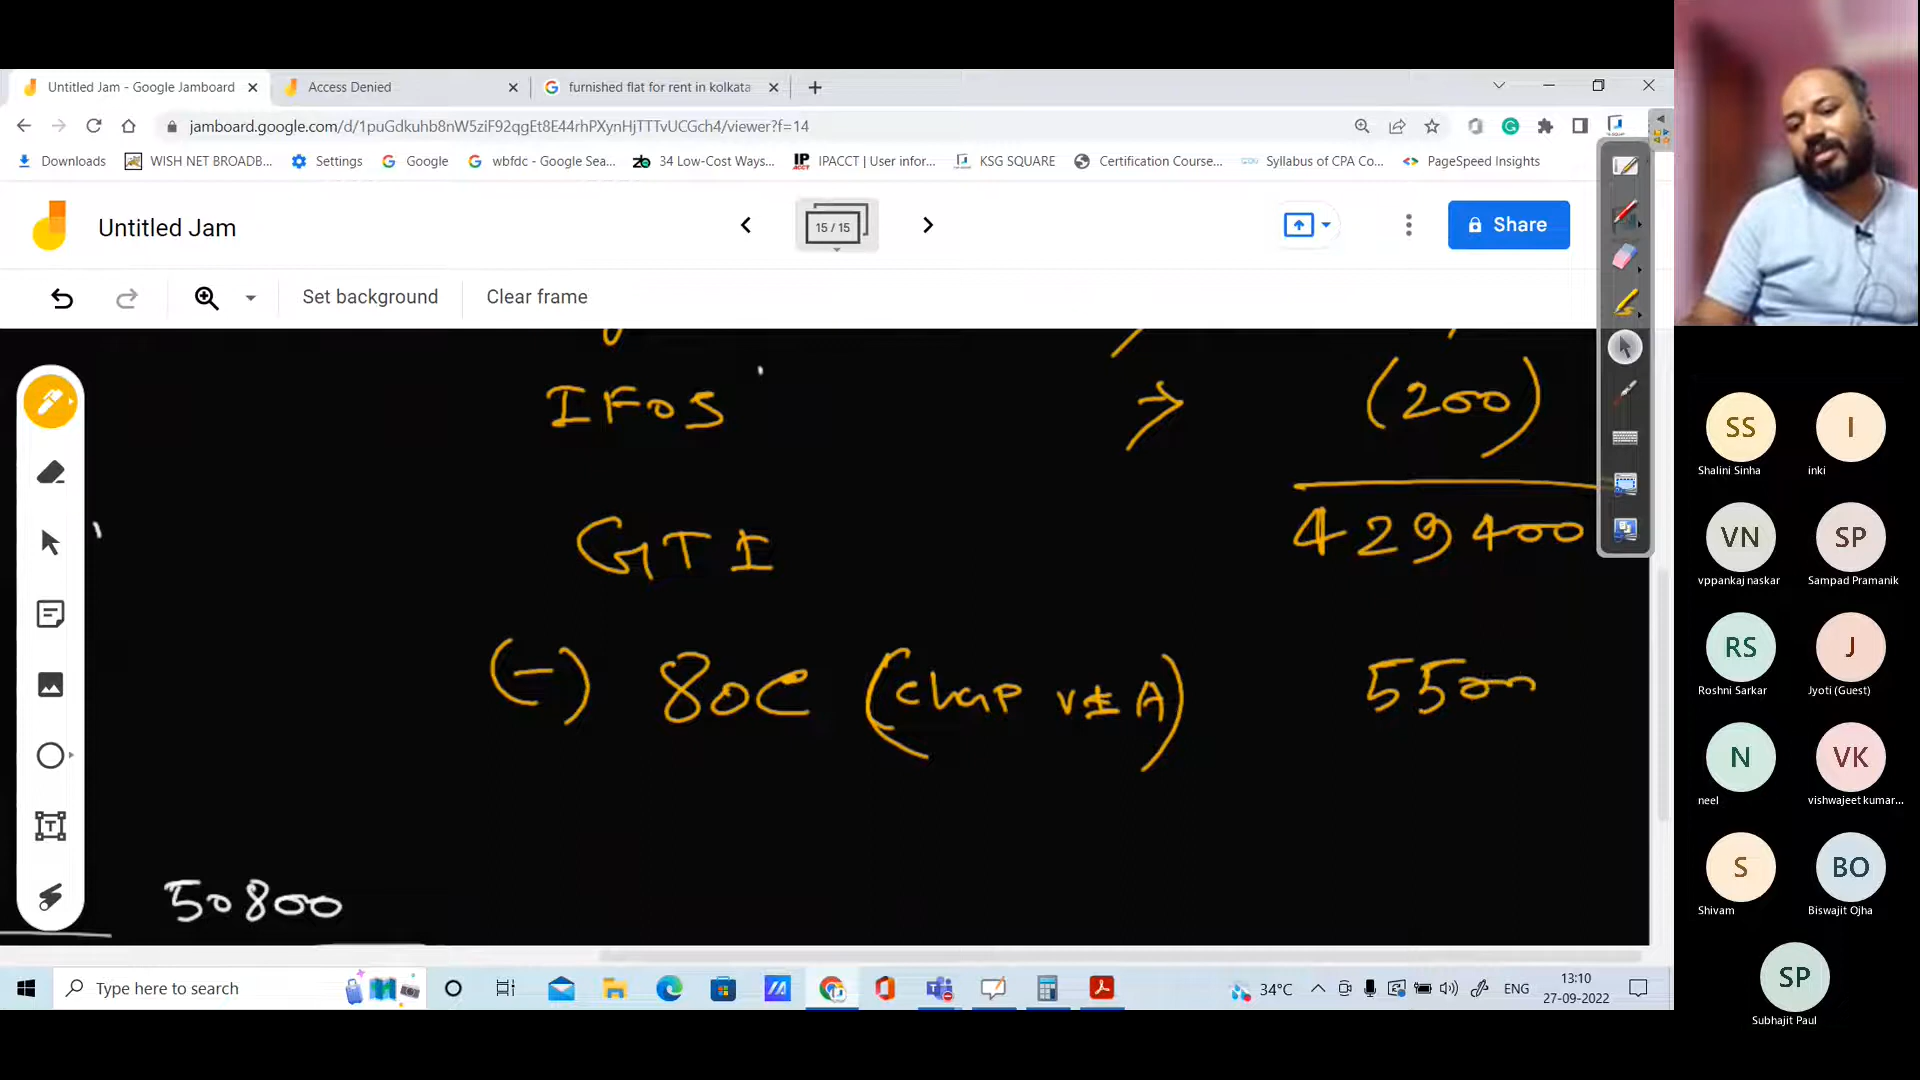 Untitled Jam - Google Jamboard
Access Denied
furnished flat for rent in kolkata
jamboard.google.com/d/1puGdkuhb8nW5ziF92qgEt8E44rhPXynHjTTTvUCGch4/viewer?f=14
Downloads WISH NET BROADB... Settings Google wbfdc - Google Sea... 34 Low-Cost Ways... IPACCT | User infor... KSG SQUARE Certification Course... Syllabus of CPA Co... PageSpeed Insights
Untitled Jam
15 / 15
Share
Set background
Clear frame
IFOS (200)
GTI 429400
(-) 80C (chap VI A) 55000
50800
Type here to search
34°C
ENG
13:10
27-09-2022
SS
Shalini Sinha
I
inki
VN
vppankaj naskar
SP
Sampad Pramanik
RS
Roshni Sarkar
J
Jyoti (Guest)
N
neel
VK
vishwajeet kumar...
S
Shivam
BO
Biswajit Ojha
SP
Subhajit Paul